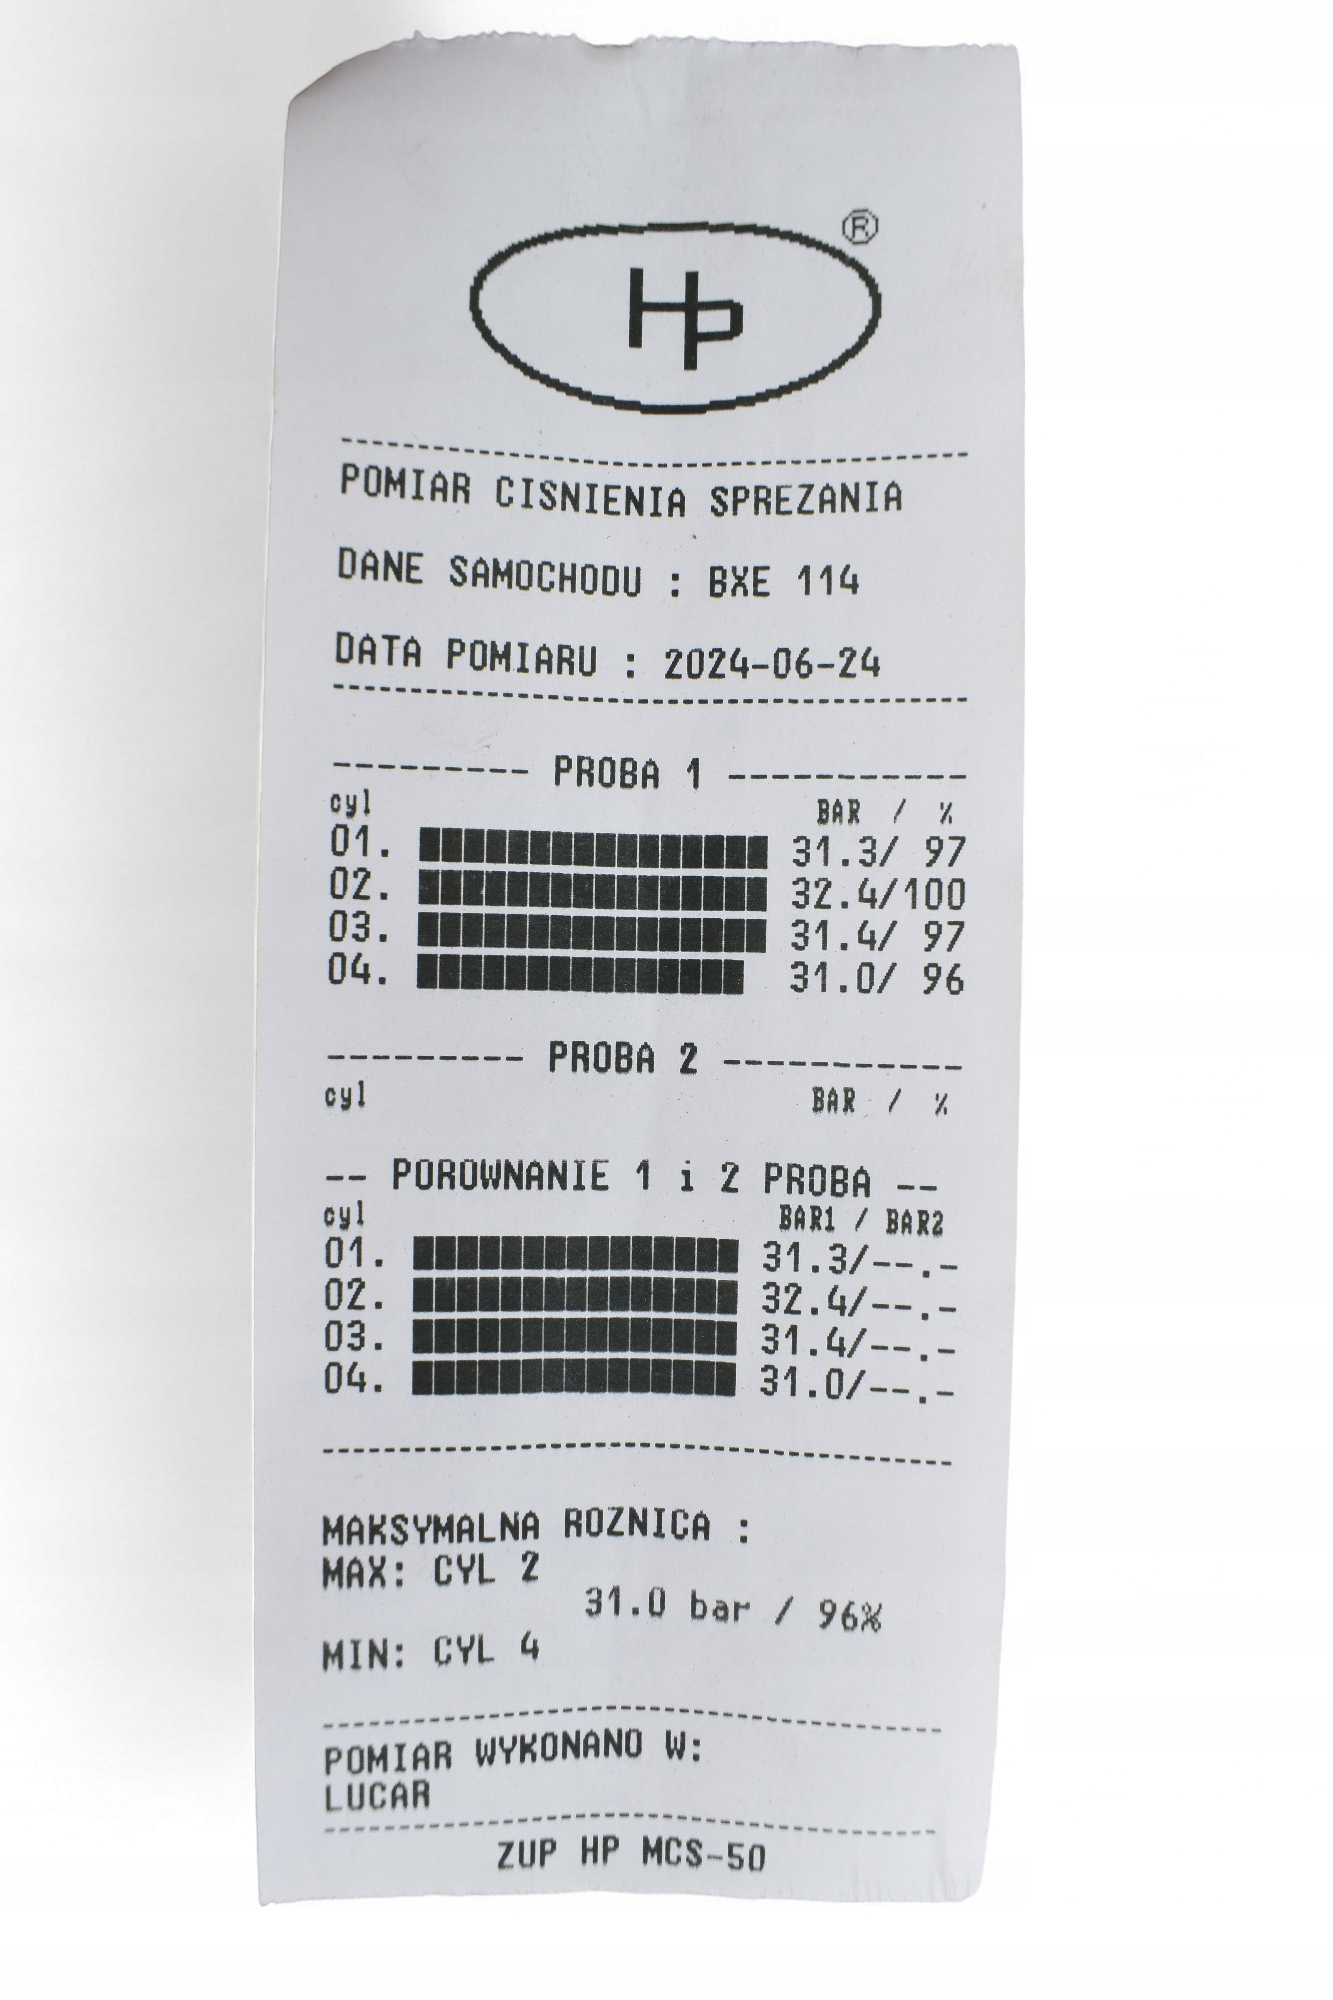 HP ®
POMIAR CISNIENIA SPREZANIA
DANE SAMOCHODU : BXE 114
DATA POMIARU : 2024-06-24
--------- PROBA 1 -----------
cyl BAR / %
01. 31.3/ 97
02. 32.4/100
03. 31.4/ 97
04. 31.0/ 96
--------- PROBA 2 -----------
cyl BAR / %
-- POROWNANIE 1 i 2 PROBA --
cyl BAR1 / BAR2
01. 31.3/--.-
02. 32.4/--.-
03. 31.4/--.-
04. 31.0/--.-
MAKSYMALNA ROZNICA :
MAX: CYL 2
31.0 bar / 96%
MIN: CYL 4
POMIAR WYKONANO W:
LUCAR
ZUP HP MCS-50